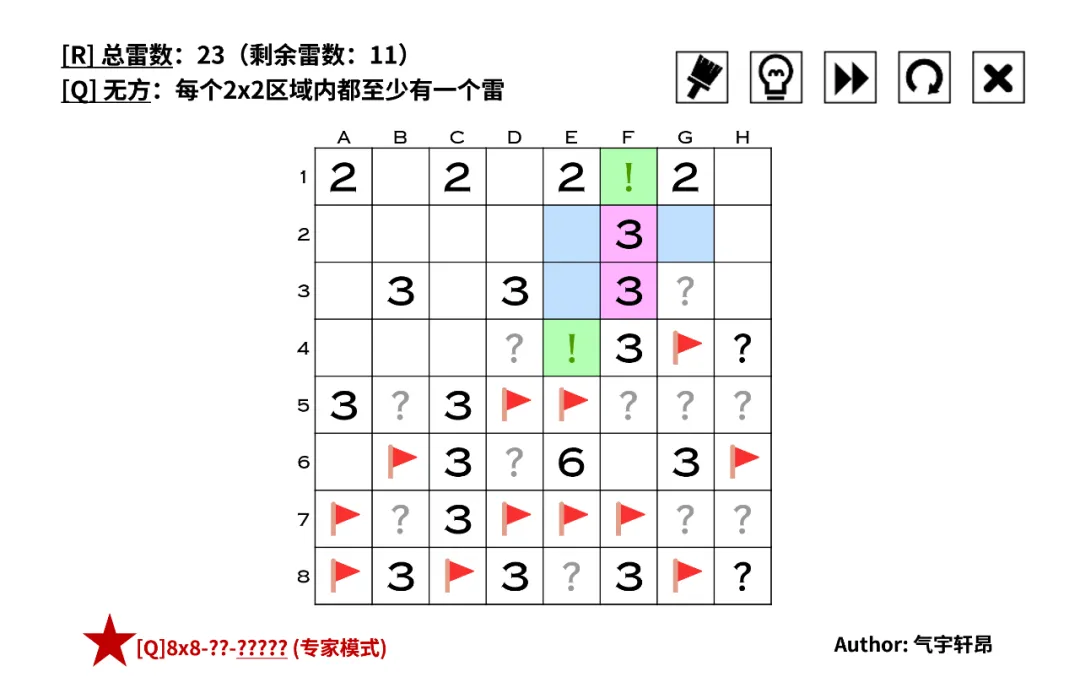 [R] 总雷数：23（剩余雷数：11）
[Q] 无方：每个2x2区域内都至少有一个雷
A B C D E F G H
1 2 2 2 ! 2
2 3
3 3 3 3 ?
4 ? ! 3 ?
5 3 ? 3 ? ? ?
6 3 ? 6 3
7 ? 3 ? ?
8 3 3 ? 3 ?
[Q]8x8-??-????? (专家模式)
Author: 气宇轩昂